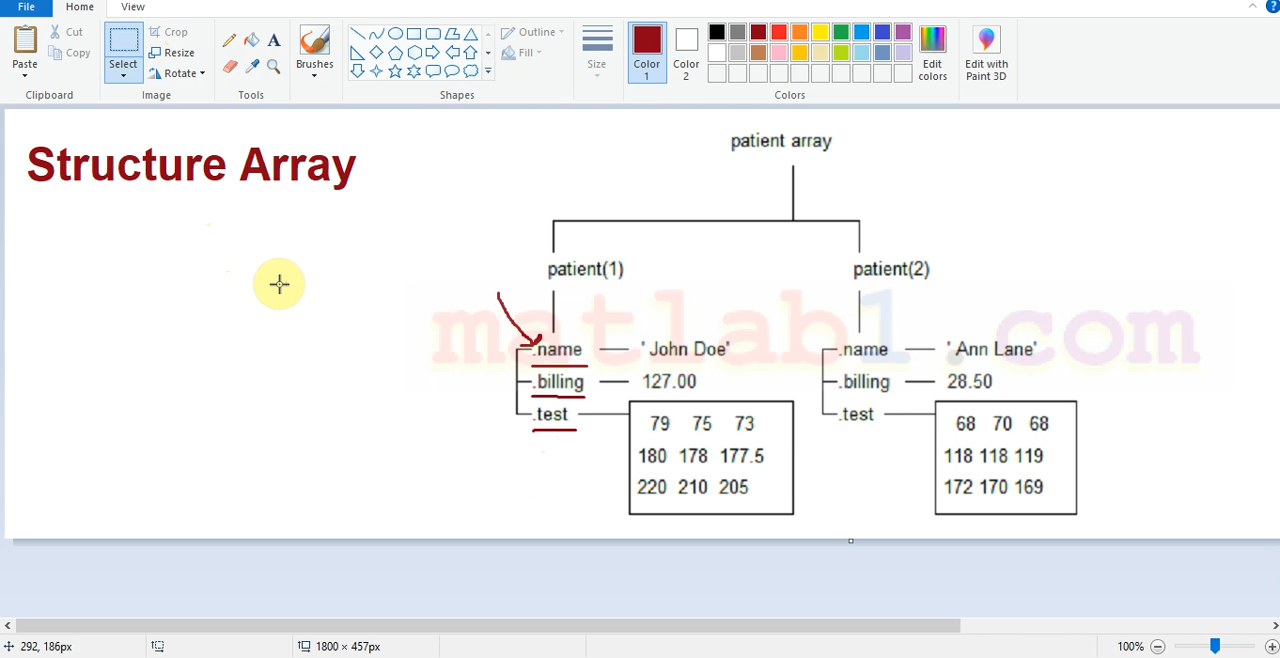 File Home View
Cut
Copy
Paste
Clipboard
Select
Crop
Resize
Rotate
Image
A
Tools
Brushes
Outline
Fill
Shapes
Size
Color
1
Color
2
Edit
colors
Colors
Edit with
Paint 3D
Structure Array
patient array
patient(1) patient(2)
matlab1.com
.name 'John Doe' .name 'Ann Lane'
.billing 127.00 .billing 28.50
.test .test
79 75 73 68 70 68
180 178 177.5 118 118 119
220 210 205 172 170 169
292, 186px 1800 × 457px 100%